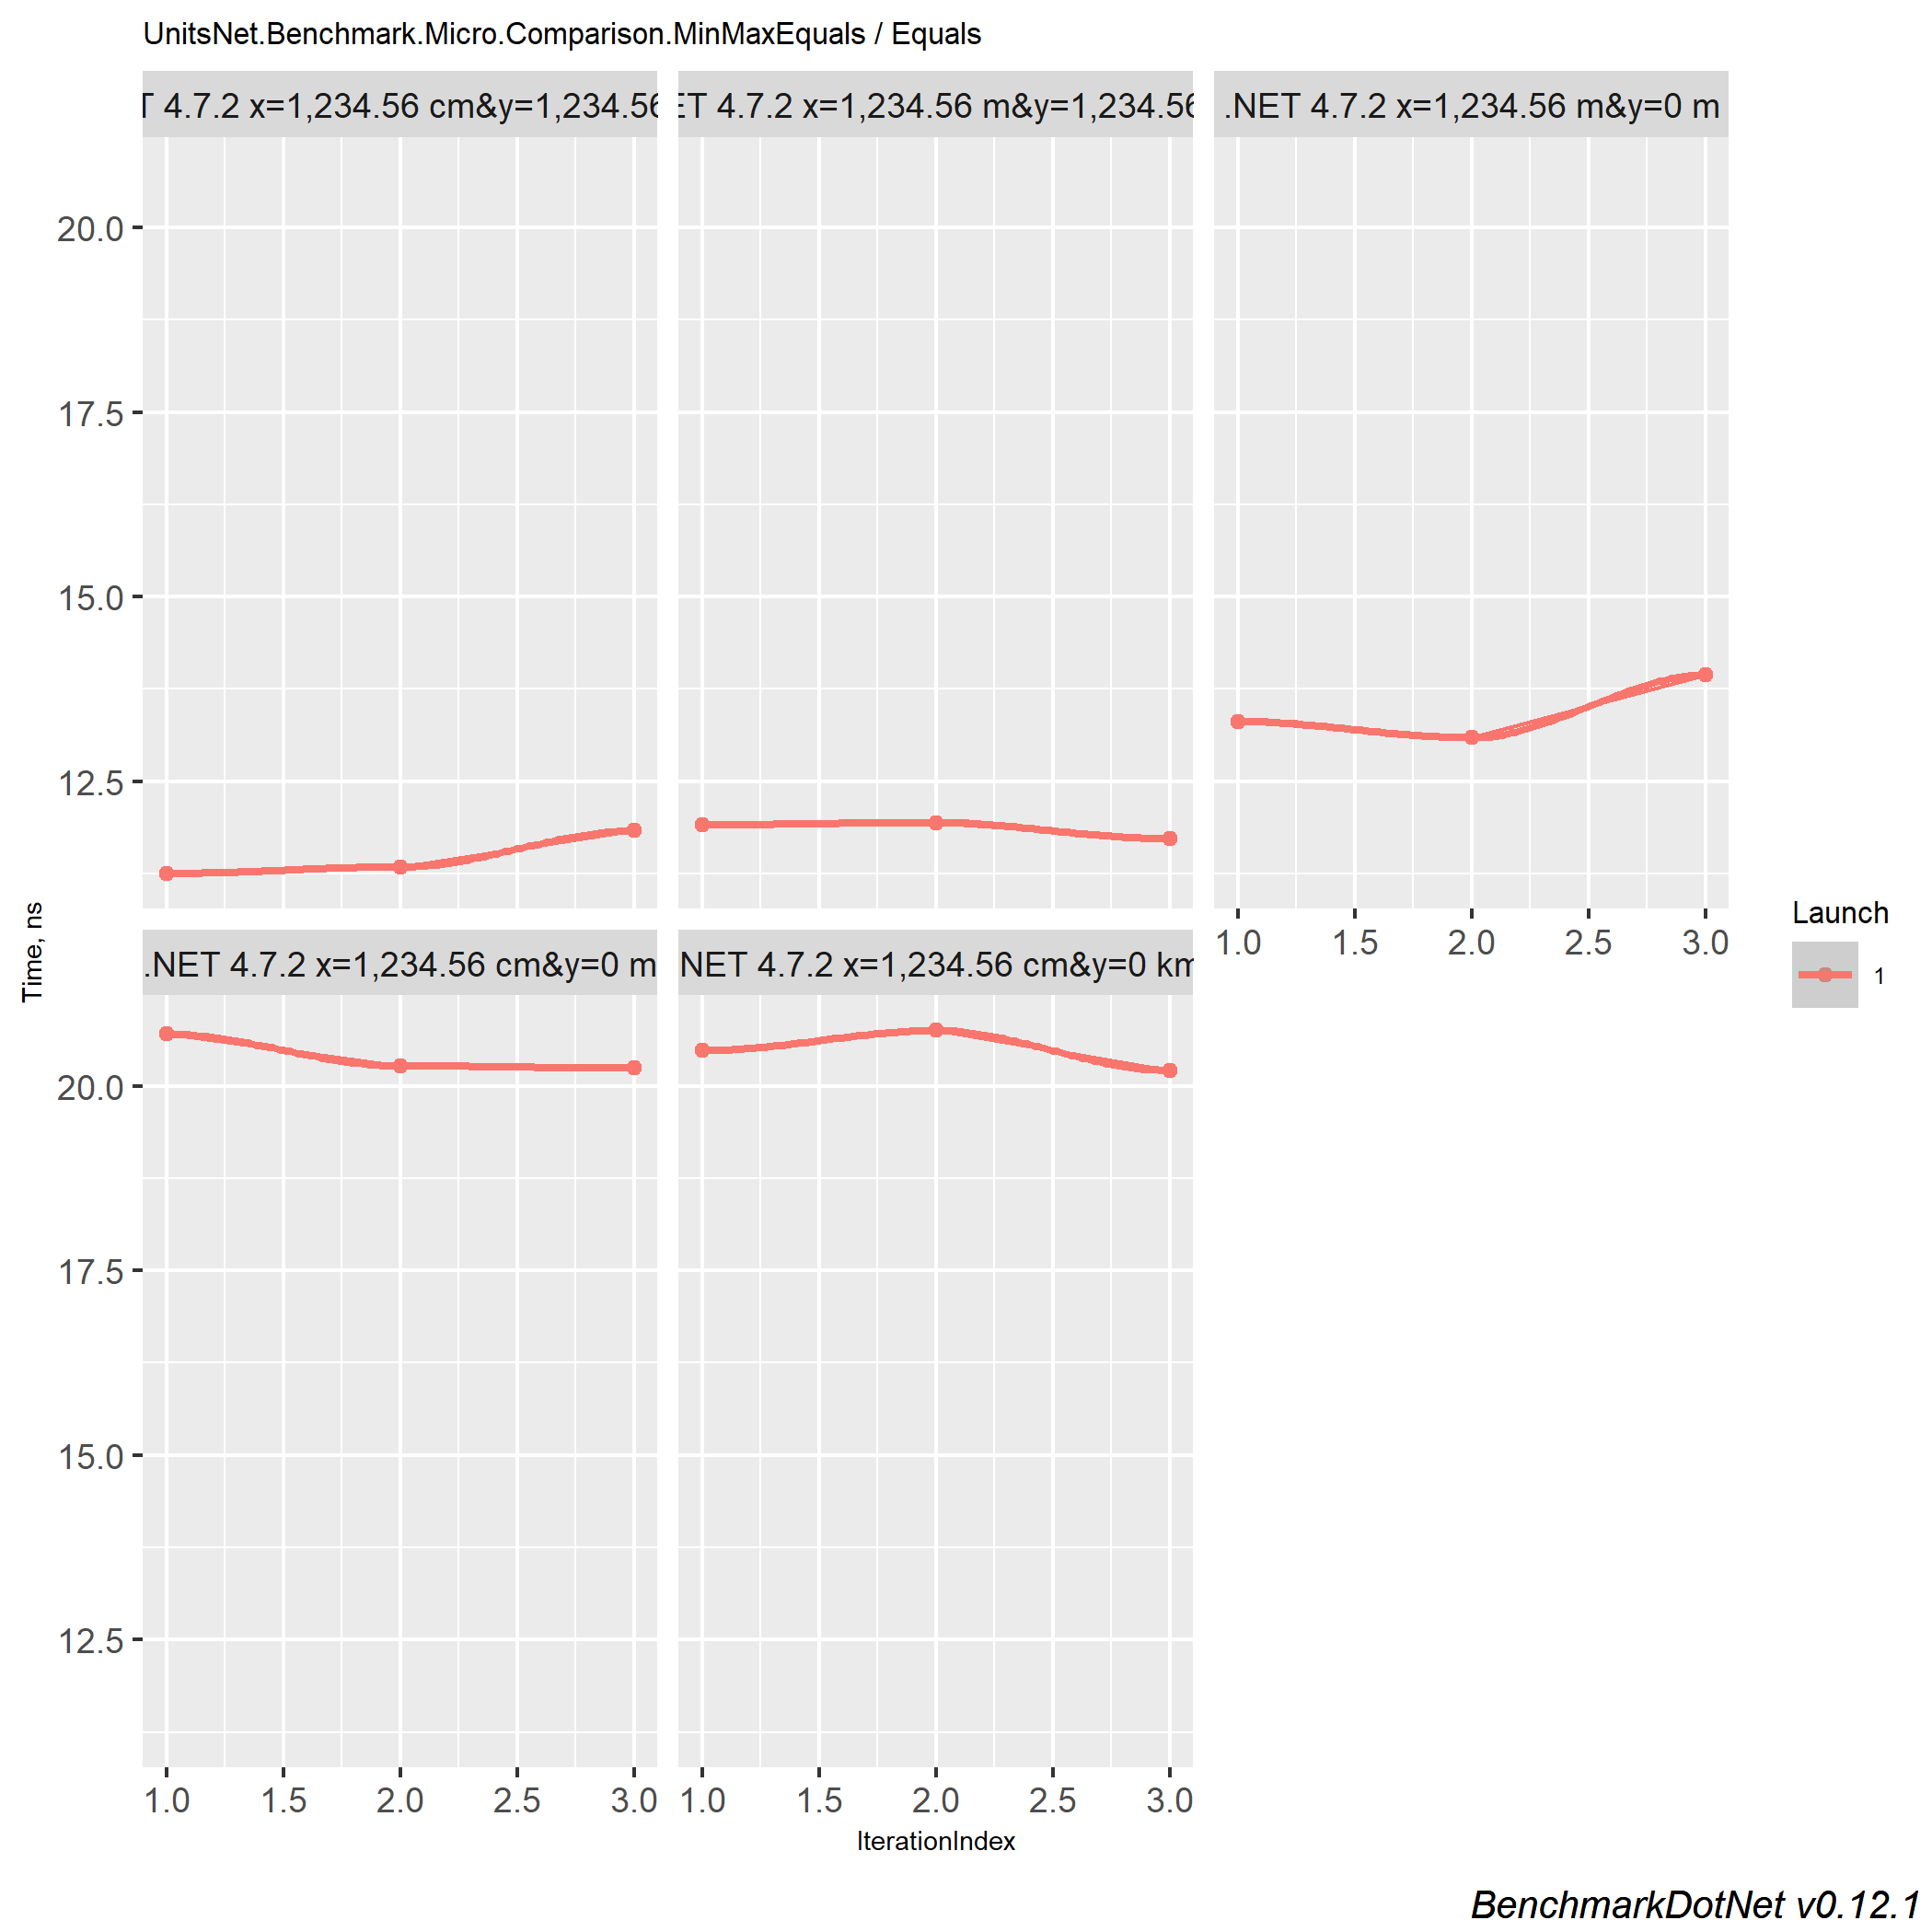 UnitsNet.Benchmark.Micro.Comparison.MinMaxEquals / Equals
T 4.7.2 x=1,234.56 cm&y=1,234.56
ET 4.7.2 x=1,234.56 m&y=1,234.56
.NET 4.7.2 x=1,234.56 m&y=0 m
20.0
17.5
15.0
12.5
1.0 1.5 2.0 2.5 3.0
Time, ns
Launch
1
.NET 4.7.2 x=1,234.56 cm&y=0 m
NET 4.7.2 x=1,234.56 cm&y=0 km
20.0
17.5
15.0
12.5
1.0 1.5 2.0 2.5 3.0
1.0 1.5 2.0 2.5 3.0
IterationIndex
BenchmarkDotNet v0.12.1